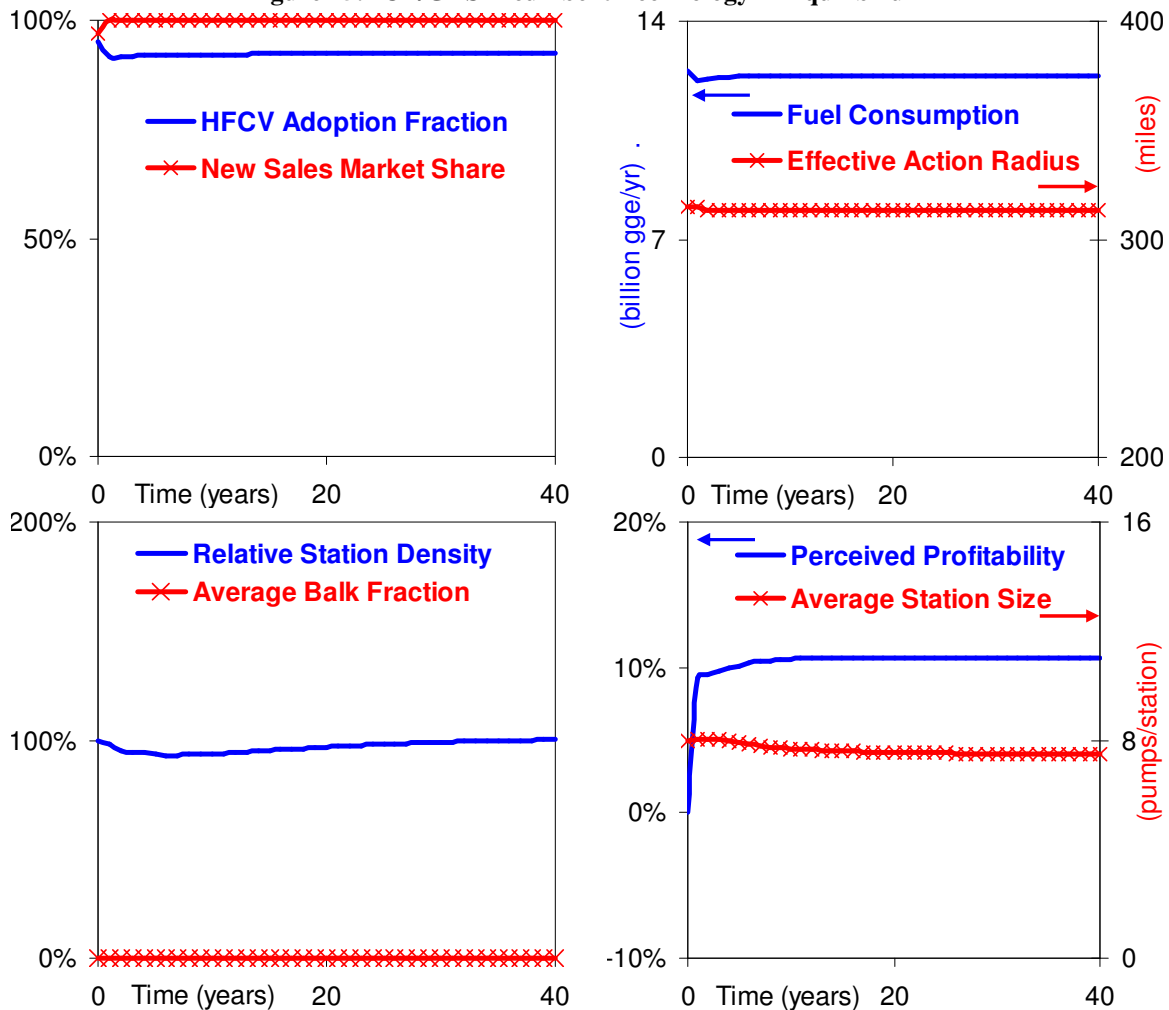 100%
HFCV Adoption Fraction
New Sales Market Share
50%
0%
0 Time (years) 20 40
14 400
Fuel Consumption
Effective Action Radius
(billion gge/yr) .
(miles)
7 300
0 200
0 Time (years) 20 40
200%
Relative Station Density
Average Balk Fraction
100%
0%
0 Time (years) 20 40
20% 16
Perceived Profitability
Average Station Size
10%
8
(pumps/station)
0%
-10% 0
0 Time (years) 20 40